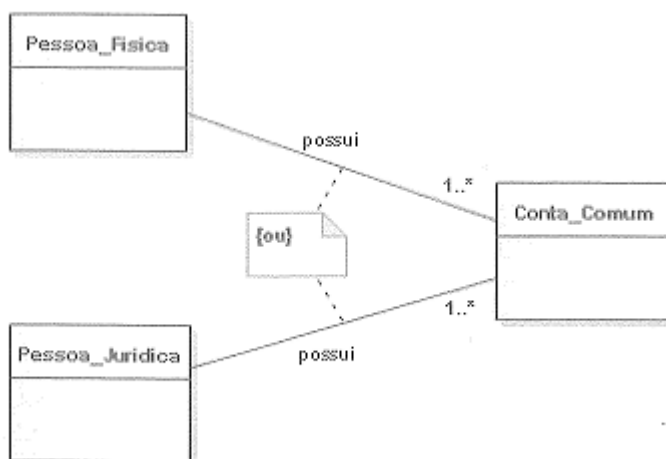 Pessoa_Fisica
possui
1..*
Conta_Comum
{ou}
1..*
Pessoa_Juridica
possui